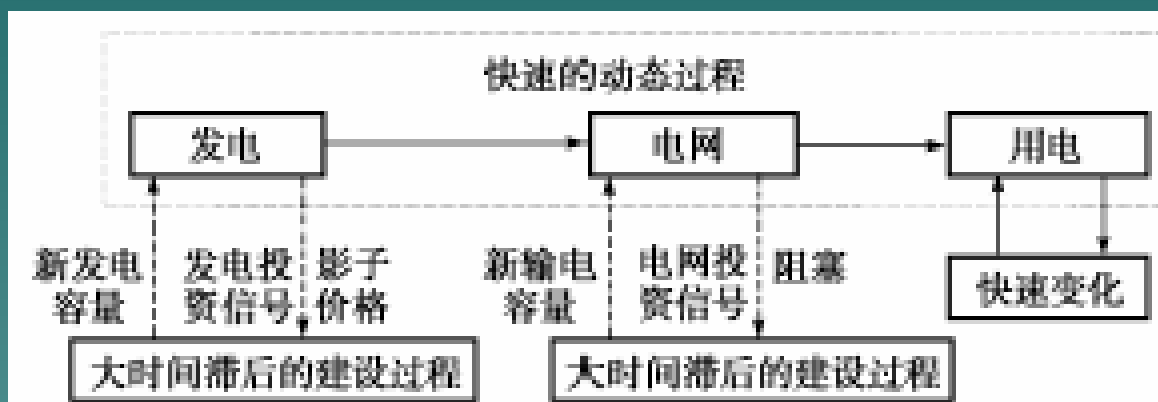 快速的动态过程
发电
电网
用电
新发电
容量
发电投
资信号
影子
价格
新输电
容量
电网投
资信号
阻塞
快速变化
大时间滞后的建设过程
大时间滞后的建设过程